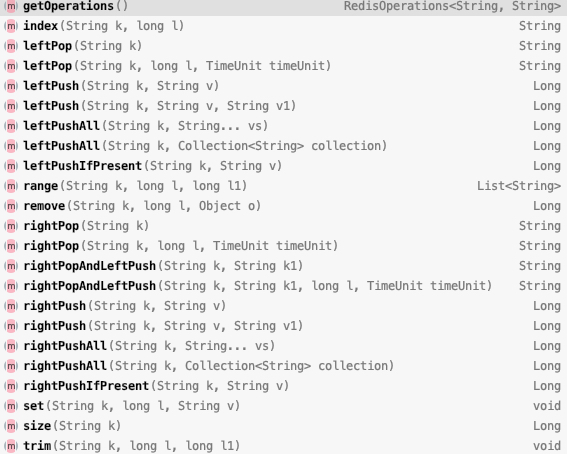 m getOperations() RedisOperations<String, String>
m index(String k, long l) String
m leftPop(String k) String
m leftPop(String k, long l, TimeUnit timeUnit) String
m leftPush(String k, String v) Long
m leftPush(String k, String v, String v1) Long
m leftPushAll(String k, String... vs) Long
m leftPushAll(String k, Collection<String> collection) Long
m leftPushIfPresent(String k, String v) Long
m range(String k, long l, long l1) List<String>
m remove(String k, long l, Object o) Long
m rightPop(String k) String
m rightPop(String k, long l, TimeUnit timeUnit) String
m rightPopAndLeftPush(String k, String k1) String
m rightPopAndLeftPush(String k, String k1, long l, TimeUnit timeUnit) String
m rightPush(String k, String v) Long
m rightPush(String k, String v, String v1) Long
m rightPushAll(String k, String... vs) Long
m rightPushAll(String k, Collection<String> collection) Long
m rightPushIfPresent(String k, String v) Long
m set(String k, long l, String v) void
m size(String k) Long
m trim(String k, long l, long l1) void